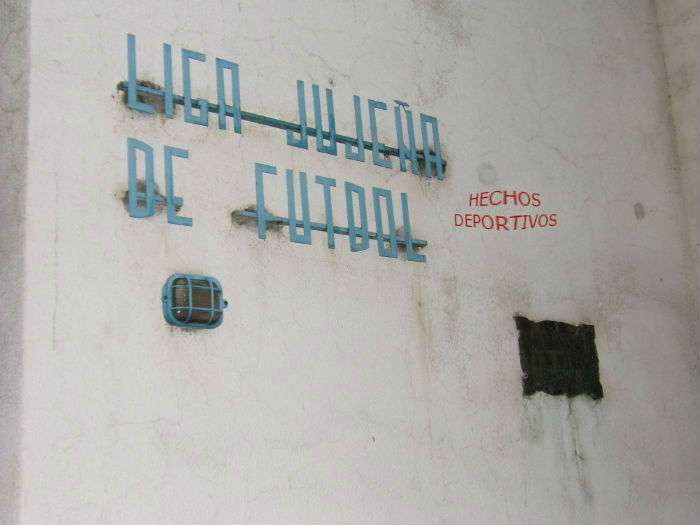 LIGA JUJEÑA
DE FUTBOL
HECHOS
DEPORTIVOS